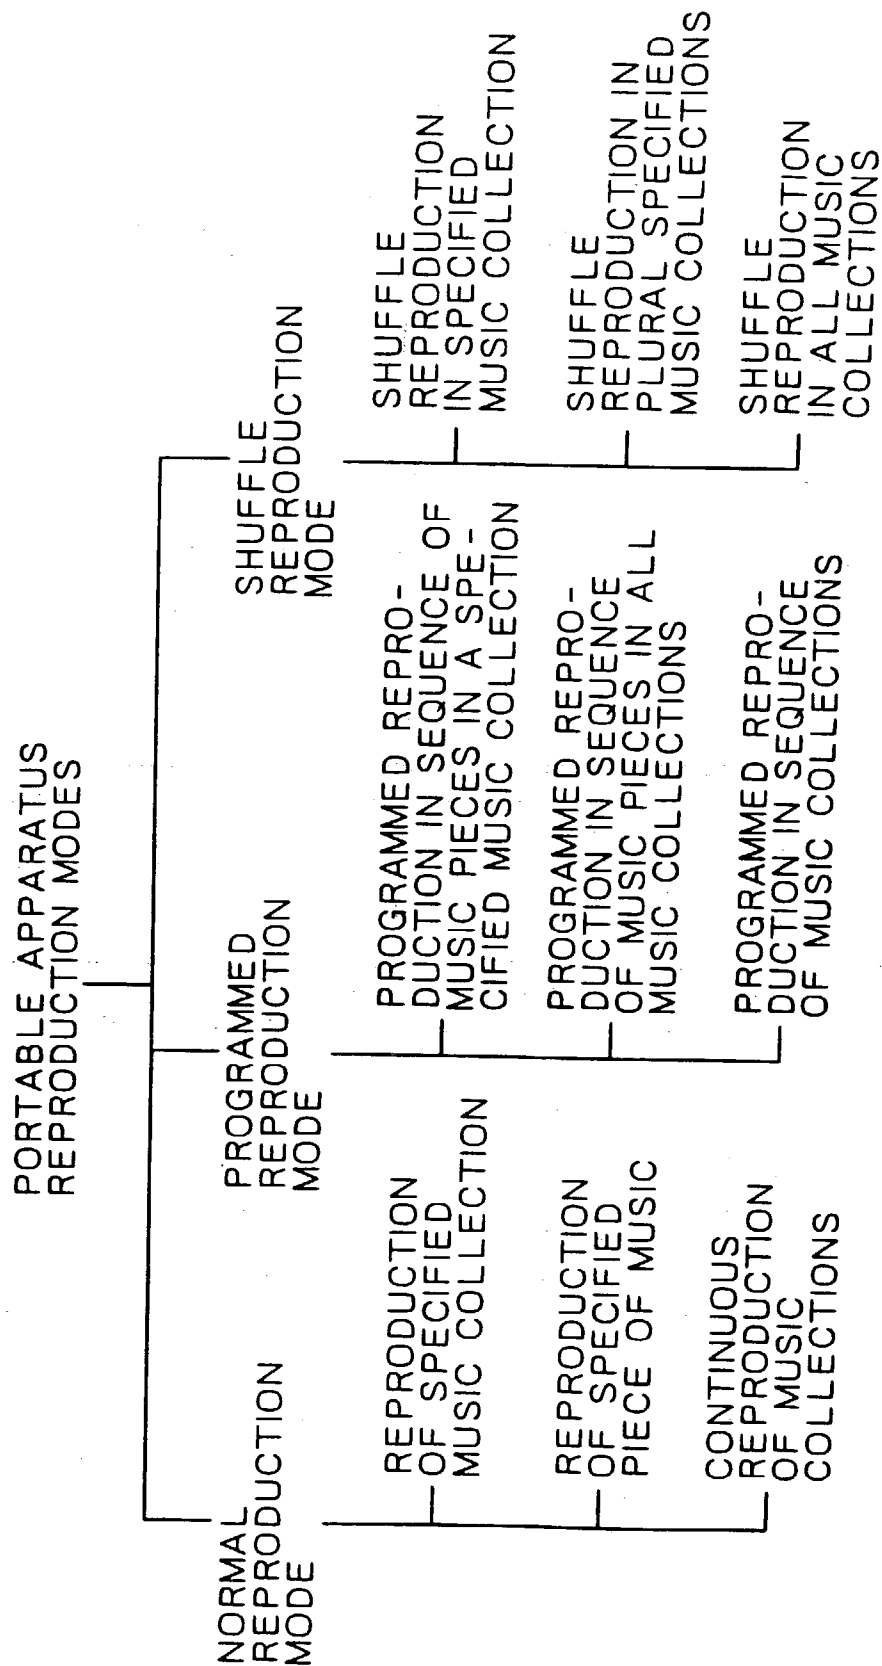 PORTABLE APPARATUS
REPRODUCTION MODES
NORMAL
REPRODUCTION
MODE
REPRODUCTION
OF SPECIFIED
MUSIC COLLECTION
REPRODUCTION
OF SPECIFIED
PIECE OF MUSIC
CONTINUOUS
REPRODUCTION
OF MUSIC
COLLECTIONS
PROGRAMMED
REPRODUCTION
MODE
PROGRAMMED REPRO-
DUCTION IN SEQUENCE OF
MUSIC PIECES IN A SPE-
CIFIED MUSIC COLLECTION
PROGRAMMED REPRO-
DUCTION IN SEQUENCE
OF MUSIC PIECES IN ALL
MUSIC COLLECTIONS
PROGRAMMED REPRO-
DUCTION IN SEQUENCE
OF MUSIC COLLECTIONS
SHUFFLE
REPRODUCTION
MODE
SHUFFLE
REPRODUCTION
IN SPECIFIED
MUSIC COLLECTION
SHUFFLE
REPRODUCTION IN
PLURAL SPECIFIED
MUSIC COLLECTIONS
SHUFFLE
REPRODUCTION
IN ALL MUSIC
COLLECTIONS